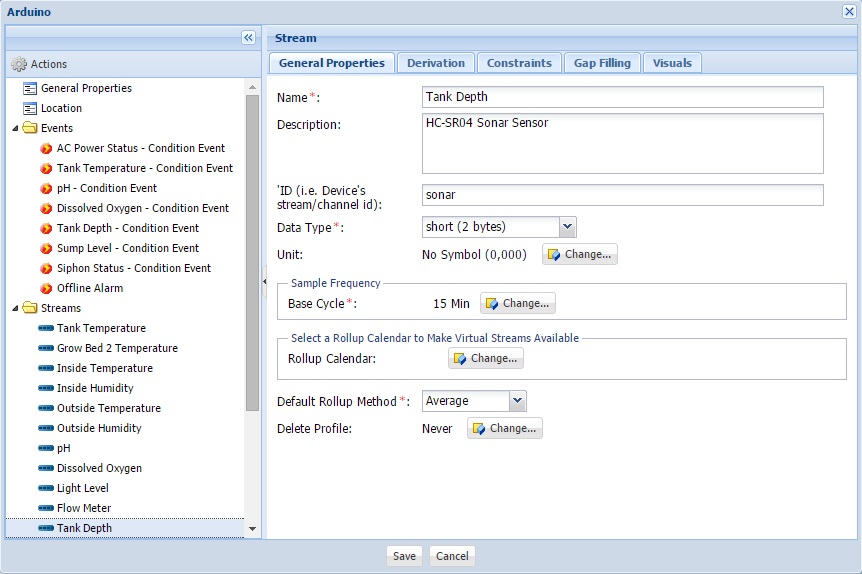 Arduino
Actions
General Properties
Location
Events
AC Power Status - Condition Event
Tank Temperature - Condition Event
pH - Condition Event
Dissolved Oxygen - Condition Event
Tank Depth - Condition Event
Sump Level - Condition Event
Siphon Status - Condition Event
Offline Alarm
Streams
Tank Temperature
Grow Bed 2 Temperature
Inside Temperature
Inside Humidity
Outside Temperature
Outside Humidity
pH
Dissolved Oxygen
Light Level
Flow Meter
Tank Depth
Stream
General Properties Derivation Constraints Gap Filling Visuals
Name*: Tank Depth
Description: HC-SR04 Sonar Sensor
'ID (i.e. Device's
stream/channel id): sonar
Data Type*: short (2 bytes)
Unit: No Symbol (0,000) Change...
Sample Frequency
Base Cycle*: 15 Min Change...
Select a Rollup Calendar to Make Virtual Streams Available
Rollup Calendar: Change...
Default Rollup Method*: Average
Delete Profile: Never Change...
Save Cancel